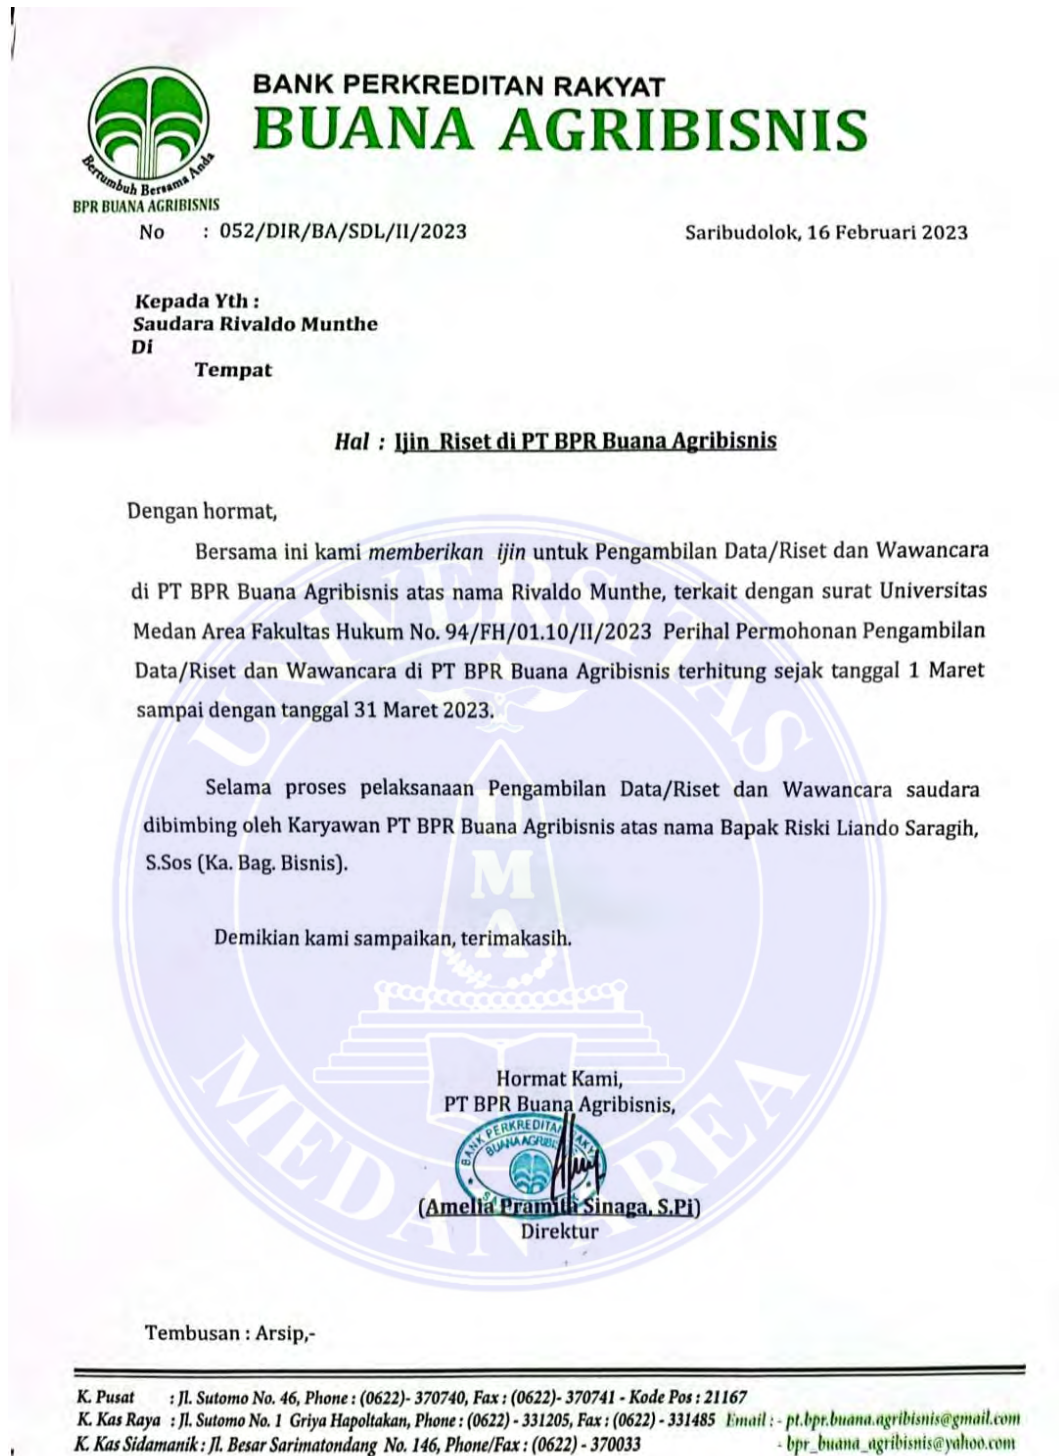 BANK PERKREDITAN RAKYAT
BUANA AGRIBISNIS
Bertumbuh Bersama Anda
BPR BUANA AGRIBISNIS
No : 052/DIR/BA/SDL/II/2023 Saribudolok, 16 Februari 2023
Kepada Yth :
Saudara Rivaldo Munthe
Di
Tempat
Hal : Ijin Riset di PT BPR Buana Agribisnis
Dengan hormat,
Bersama ini kami memberikan ijin untuk Pengambilan Data/Riset dan Wawancara
di PT BPR Buana Agribisnis atas nama Rivaldo Munthe, terkait dengan surat Universitas
Medan Area Fakultas Hukum No. 94/FH/01.10/II/2023 Perihal Permohonan Pengambilan
Data/Riset dan Wawancara di PT BPR Buana Agribisnis terhitung sejak tanggal 1 Maret
sampai dengan tanggal 31 Maret 2023.
Selama proses pelaksanaan Pengambilan Data/Riset dan Wawancara saudara
dibimbing oleh Karyawan PT BPR Buana Agribisnis atas nama Bapak Riski Liando Saragih,
S.Sos (Ka. Bag. Bisnis).
Demikian kami sampaikan, terimakasih.
UNIVERSITAS
UMA
MEDAN AREA
Hormat Kami,
PT BPR Buana Agribisnis,
BANK PERKREDITAN
BUANA
(Amelia Pramita Sinaga, S.Pi)
Direktur
Tembusan : Arsip,-
K. Pusat : Jl. Sutomo No. 46, Phone : (0622)- 370740, Fax : (0622)- 370741 - Kode Pos : 21167
K. Kas Raya : Jl. Sutomo No. 1 Griya Hapoltakan, Phone : (0622) - 331205, Fax : (0622) - 331485 Email : - pt.bpr.buana.agribisnis@gmail.com
K. Kas Sidamanik : Jl. Besar Sarimatondang No. 146, Phone/Fax : (0622) - 370033 - bpr_buana_agribisnis@yahoo.com